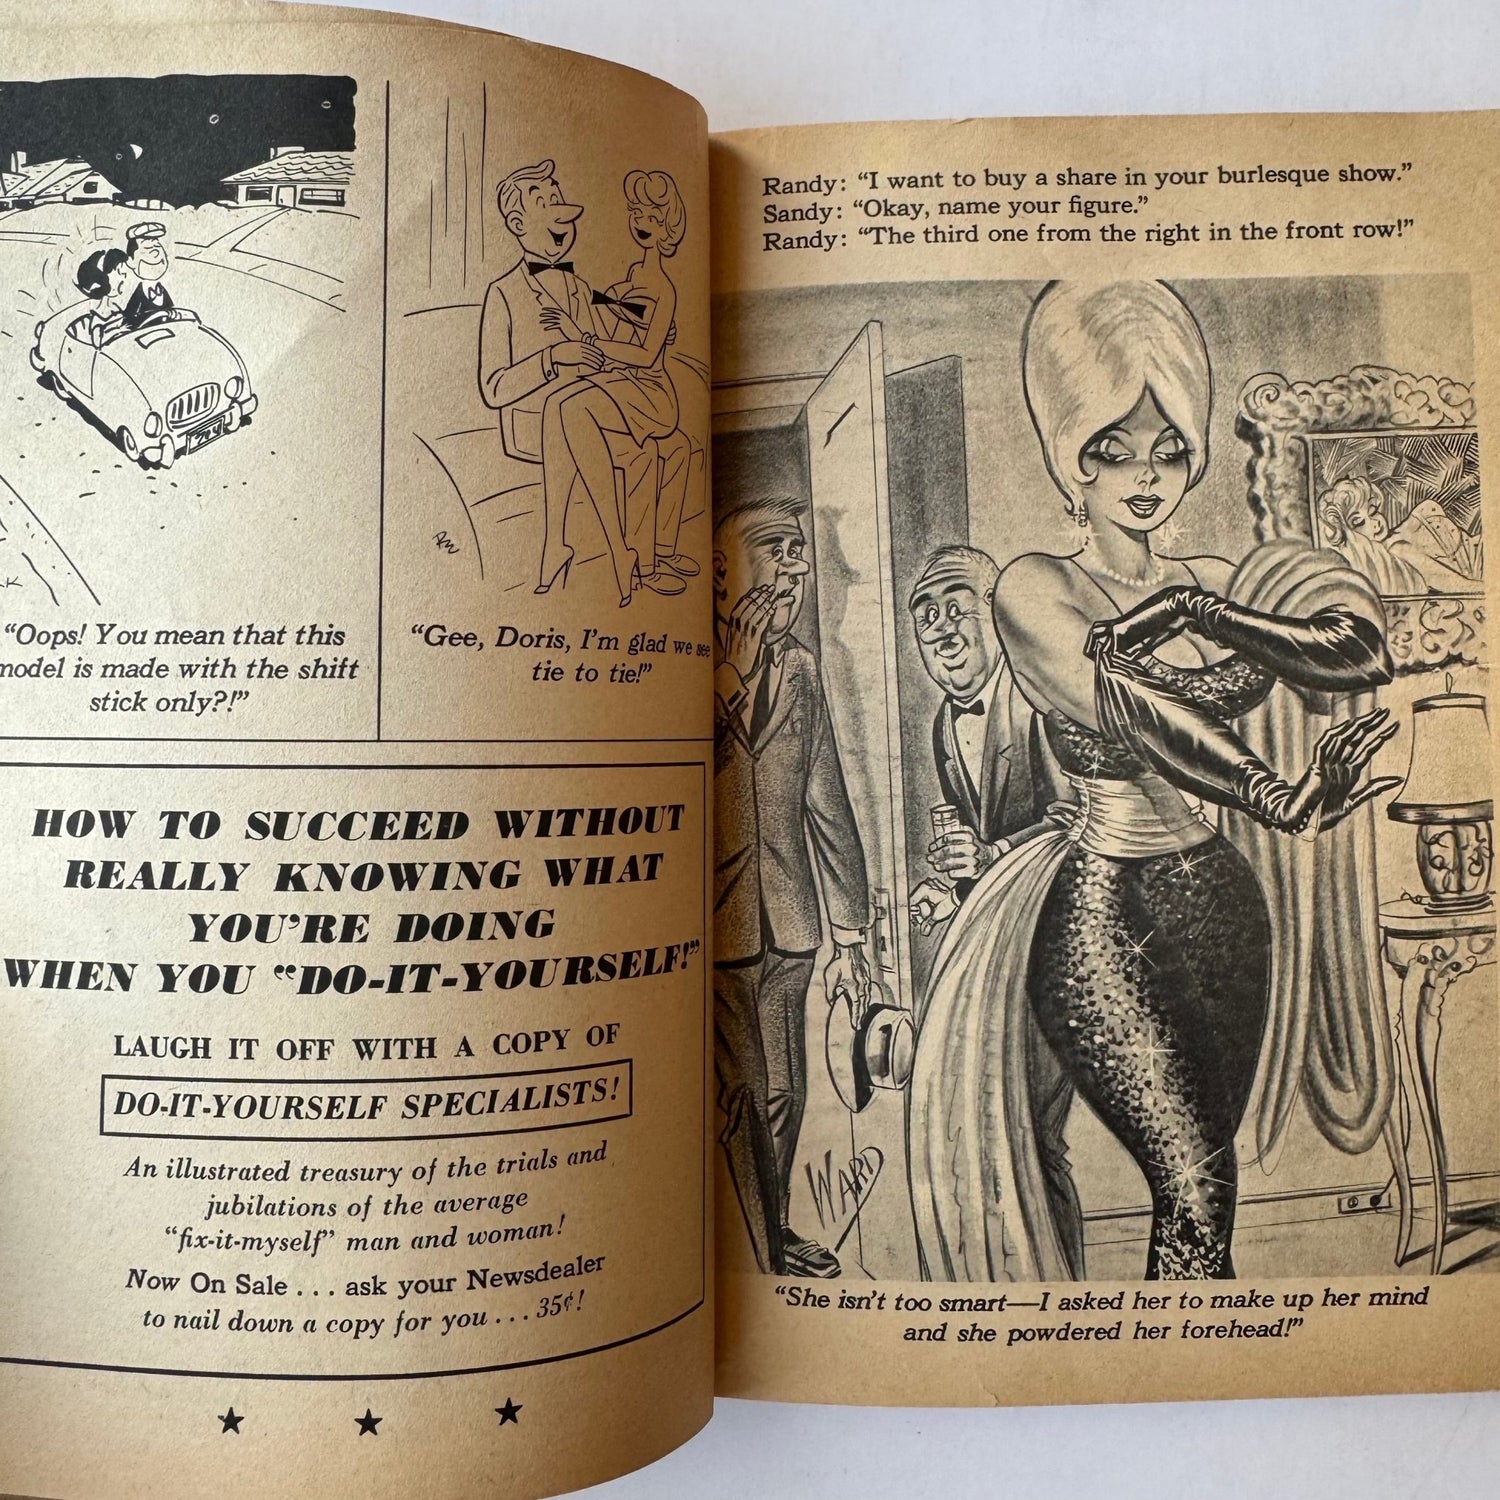 "Oops! You mean that this
model is made with the shift
stick only?!"
"Gee, Doris, I'm glad we see
tie to tie!"
HOW TO SUCCEED WITHOUT
REALLY KNOWING WHAT
YOU'RE DOING
WHEN YOU "DO-IT-YOURSELF!"
LAUGH IT OFF WITH A COPY OF
DO-IT-YOURSELF SPECIALISTS!
An illustrated treasury of the trials and
jubilations of the average
"fix-it-myself" man and woman!
Now On Sale . . . ask your Newsdealer
to nail down a copy for you . . . 35¢!
Randy: "I want to buy a share in your burlesque show."
Sandy: "Okay, name your figure."
Randy: "The third one from the right in the front row!"
WARD
"She isn't too smart—I asked her to make up her mind
and she powdered her forehead!"